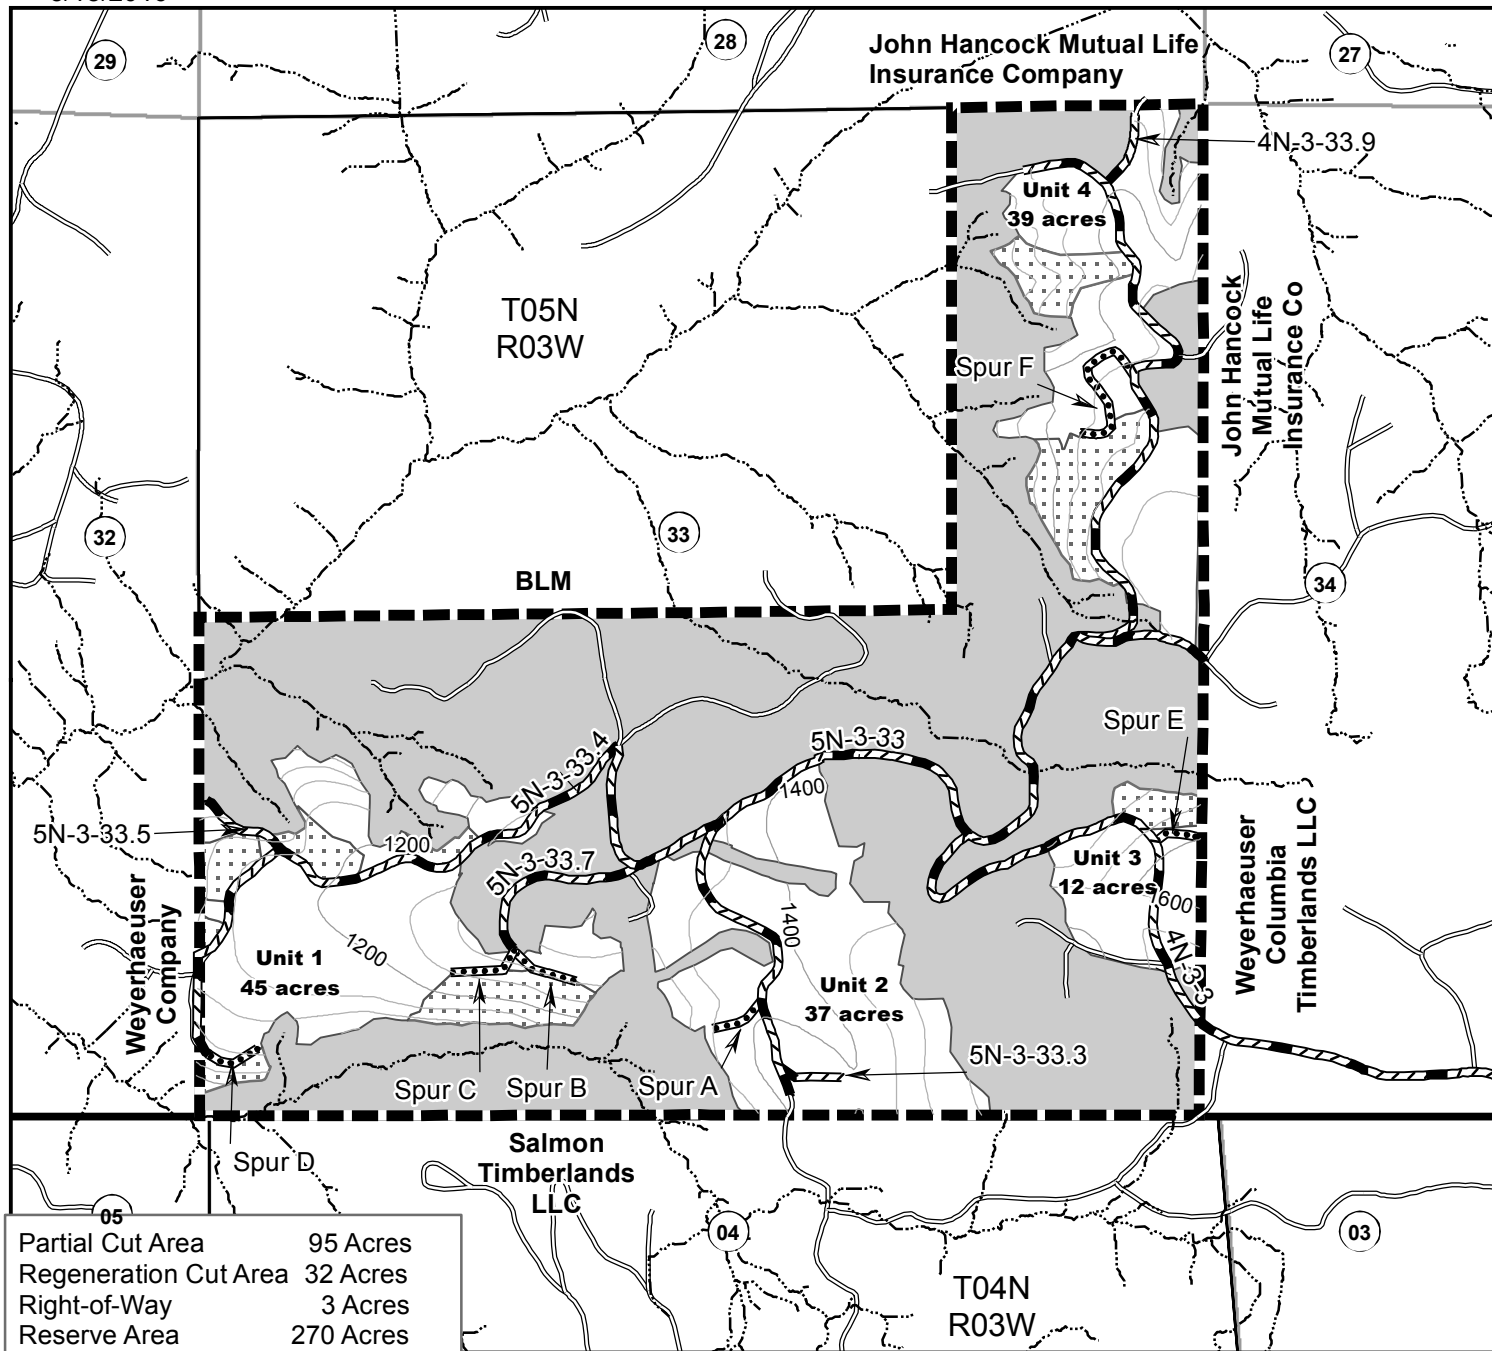 29
28
John Hancock Mutual Life
Insurance Company
27
4N-3-33.9
Unit 4
39 acres
T05N
R03W
John Hancock
Mutual Life
Insurance Co
Spur F
32
33
BLM
34
Spur E
5N-3-33.4
5N-3-33
1400
5N-3-33.5
1200
5N-3-33.7
Unit 3
12 acres
1600
Weyerhaeuser
Company
Weyerhaeuser
Columbia
Timberlands LLC
1400
1200
Unit 1
45 acres
4N-3-3
Unit 2
37 acres
5N-3-33.3
Spur C
Spur B
Spur A
Spur D
Salmon
Timberlands
LLC
05
04
03
Partial Cut Area 95 Acres
Regeneration Cut Area 32 Acres
Right-of-Way 3 Acres
Reserve Area 270 Acres
T04N
R03W